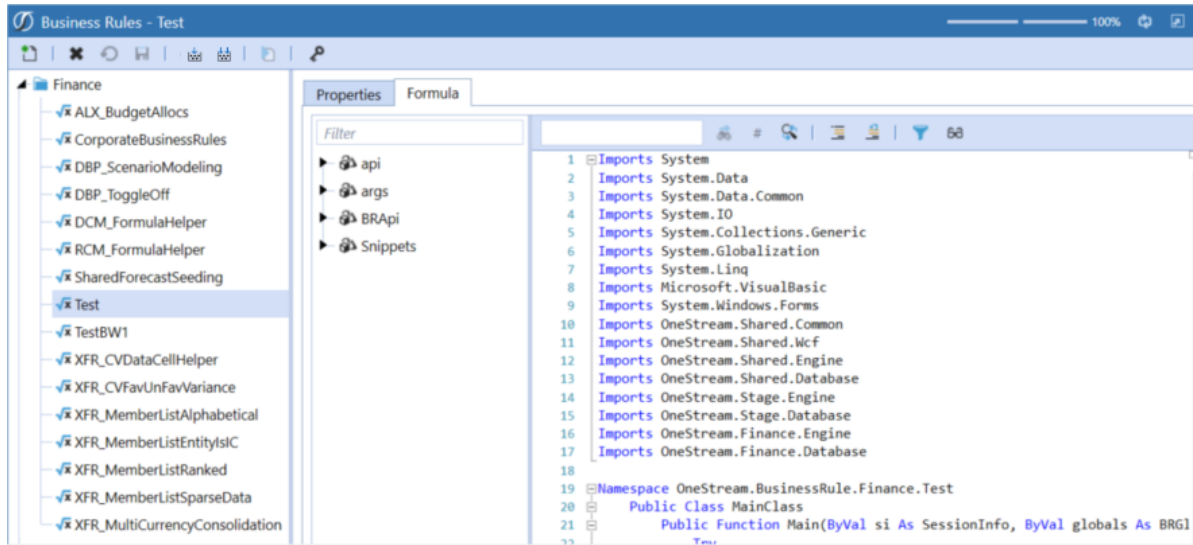 Business Rules - Test
100%
Finance
ALX_BudgetAllocs
CorporateBusinessRules
DBP_ScenarioModeling
DBP_ToggleOff
DCM_FormulaHelper
RCM_FormulaHelper
SharedForecastSeeding
Test
TestBW1
XFR_CVDataCellHelper
XFR_CVFavUnFavVariance
XFR_MemberListAlphabetical
XFR_MemberListEntityIsIC
XFR_MemberListRanked
XFR_MemberListSparseData
XFR_MultiCurrencyConsolidation
Properties Formula
Filter
api
args
BRApi
Snippets
#
1 Imports System
2 Imports System.Data
3 Imports System.Data.Common
4 Imports System.IO
5 Imports System.Collections.Generic
6 Imports System.Globalization
7 Imports System.Linq
8 Imports Microsoft.VisualBasic
9 Imports System.Windows.Forms
10 Imports OneStream.Shared.Common
11 Imports OneStream.Shared.Wcf
12 Imports OneStream.Shared.Engine
13 Imports OneStream.Shared.Database
14 Imports OneStream.Stage.Engine
15 Imports OneStream.Stage.Database
16 Imports OneStream.Finance.Engine
17 Imports OneStream.Finance.Database
18
19 Namespace OneStream.BusinessRule.Finance.Test
20 Public Class MainClass
21 Public Function Main(ByVal si As SessionInfo, ByVal globals As BRGl
22 Try